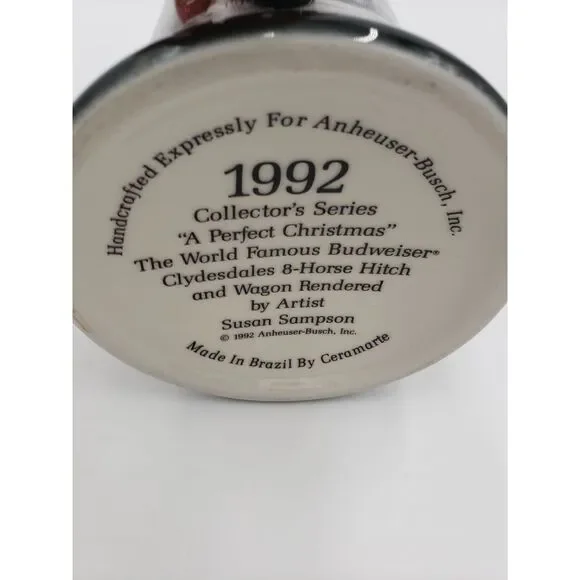 Handcrafted Expressly For Anheuser-Busch, Inc.
1992
Collector's Series
"A Perfect Christmas"
The World Famous Budweiser®
Clydesdales 8-Horse Hitch
and Wagon Rendered
by Artist
Susan Sampson
© 1992 Anheuser-Busch, Inc.
Made In Brazil By Ceramarte